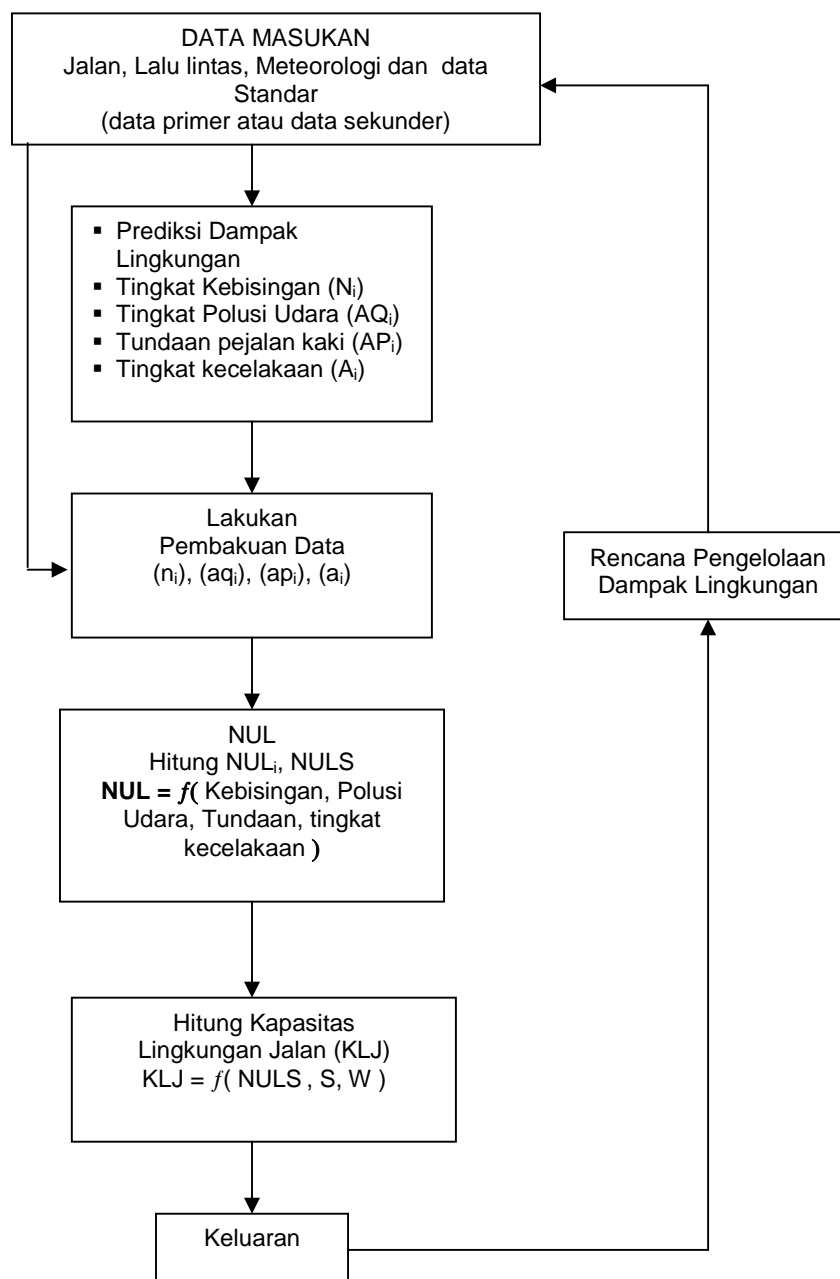 DATA MASUKAN
Jalan, Lalu lintas, Meteorologi dan data
Standar
(data primer atau data sekunder)
▪ Prediksi Dampak
Lingkungan
▪ Tingkat Kebisingan (Nᵢ)
▪ Tingkat Polusi Udara (AQᵢ)
▪ Tundaan pejalan kaki (APᵢ)
▪ Tingkat kecelakaan (Aᵢ)
Lakukan
Pembakuan Data
(nᵢ), (aqᵢ), (apᵢ), (aᵢ)
Rencana Pengelolaan
Dampak Lingkungan
NUL
Hitung NULᵢ, NULS
NUL = f( Kebisingan, Polusi
Udara, Tundaan, tingkat
kecelakaan )
Hitung Kapasitas
Lingkungan Jalan (KLJ)
KLJ = f( NULS , S, W )
Keluaran